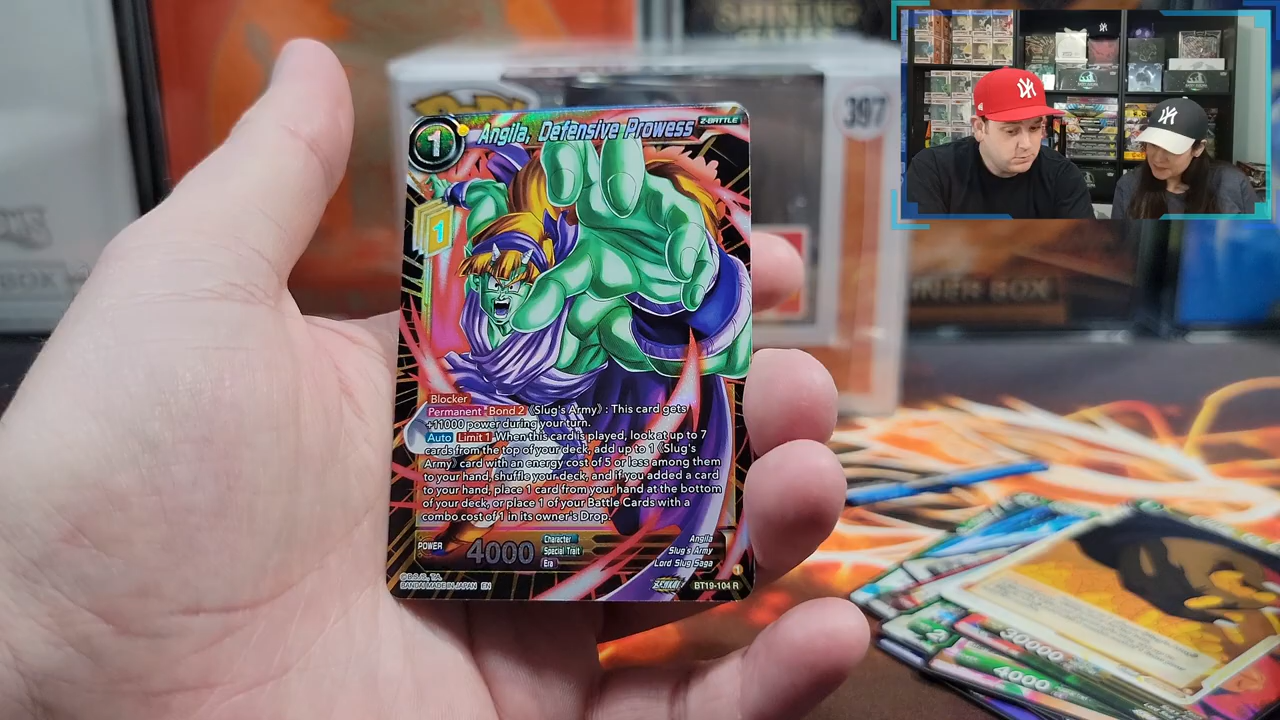 SHINING
397
1
Angila, Defensive Prowess
Z-BATTLE
1
Blocker
Permanent Bond 2 《Slug's Army》: This card gets
+11000 power during your turn.
Auto Limit 1 When this card is played, look at up to 7
cards from the top of your deck, add up to 1 《Slug's
Army》 card with an energy cost of 5 or less among them
to your hand, shuffle your deck, and if you added a card
to your hand, place 1 card from your hand at the bottom
of your deck, or place 1 of your Battle Cards with a
combo cost of 1 in its owner's Drop.
POWER 4000
Character Angila
Special Trait Slug's Army
Era Lord Slug Saga
BANDAI MADE IN JAPAN EN
BT19-104 R
NER BOX
BOX
30000
4000